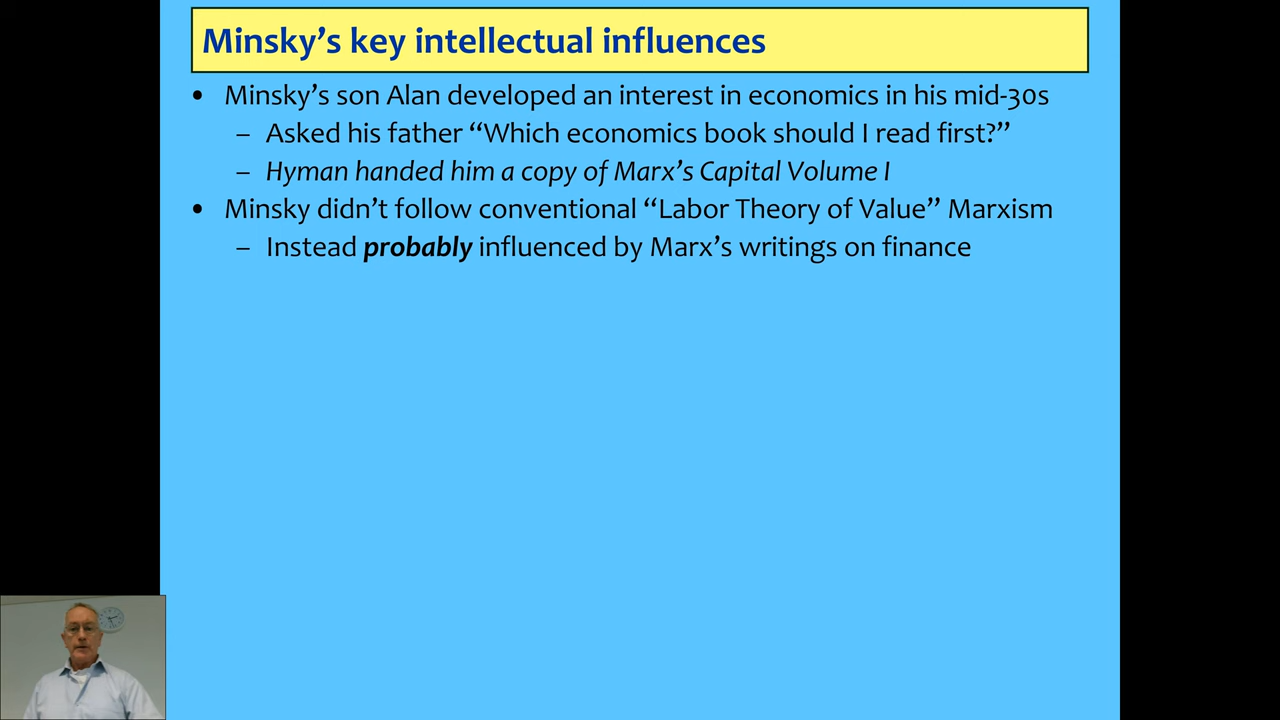 Minsky’s key intellectual influences
• Minsky’s son Alan developed an interest in economics in his mid-30s
– Asked his father “Which economics book should I read first?”
– Hyman handed him a copy of Marx’s Capital Volume I
• Minsky didn’t follow conventional “Labor Theory of Value” Marxism
– Instead probably influenced by Marx’s writings on finance